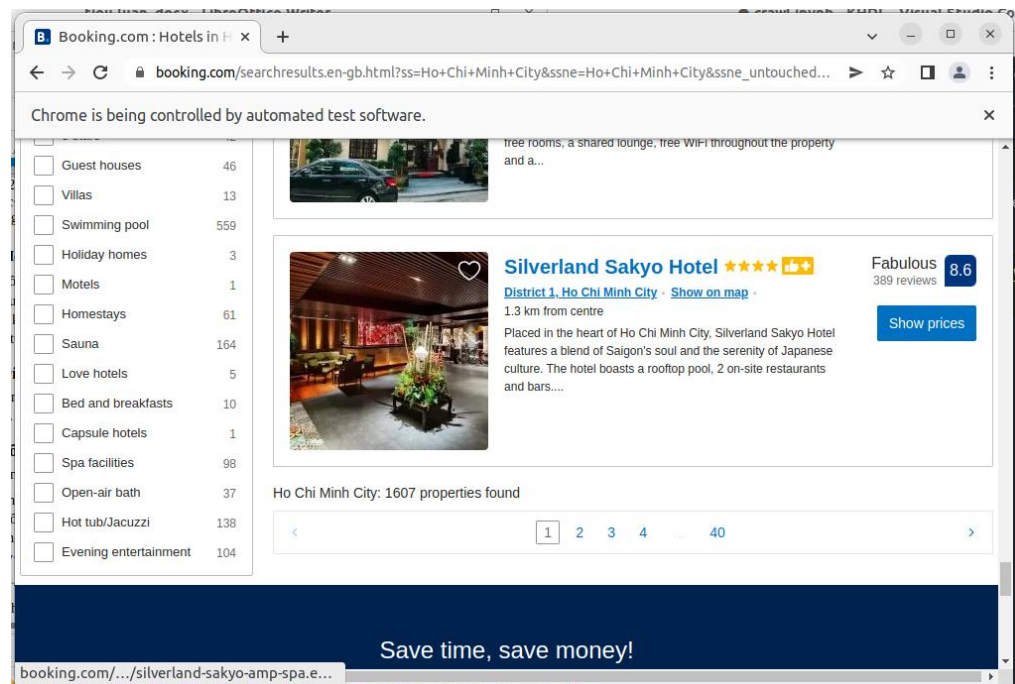 Booking.com : Hotels in H
booking.com/searchresults.en-gb.html?ss=Ho+Chi+Minh+City&ssne=Ho+Chi+Minh+City&ssne_untouched...
Chrome is being controlled by automated test software.
Guest houses 46
Villas 13
Swimming pool 559
Holiday homes 3
Motels 1
Homestays 61
Sauna 164
Love hotels 5
Bed and breakfasts 10
Capsule hotels 1
Spa facilities 98
Open-air bath 37
Hot tub/Jacuzzi 138
Evening entertainment 104
free rooms, a shared lounge, free WiFi throughout the property
and a...
Silverland Sakyo Hotel
District 1, Ho Chi Minh City · Show on map ·
1.3 km from centre
Placed in the heart of Ho Chi Minh City, Silverland Sakyo Hotel
features a blend of Saigon's soul and the serenity of Japanese
culture. The hotel boasts a rooftop pool, 2 on-site restaurants
and bars....
Fabulous 8.6
389 reviews
Show prices
Ho Chi Minh City: 1607 properties found
1 2 3 4 ... 40
Save time, save money!
booking.com/.../silverland-sakyo-amp-spa.e...